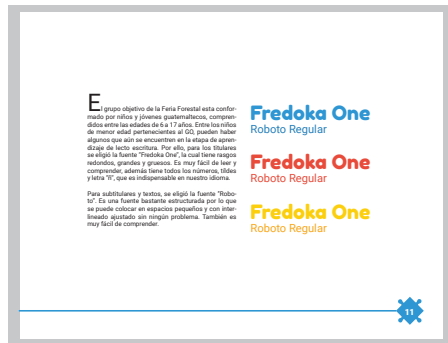 El grupo objetivo de la Feria Forestal esta confor-
mado por niños y jóvenes guatemaltecos, compren-
didos entre las edades de 6 a 17 años. Entre los niños
de menor edad pertenecientes al GO, pueden haber
algunos que aún se encuentren en la etapa de apren-
dizaje de lecto escritura. Por ello, para los titulares
se eligió la fuente "Fredoka One", la cual tiene rasgos
redondos, grandes y gruesos. Es muy fácil de leer y
comprender, además tiene todos los números, tildes
y letra "ñ", que es indispensable en nuestro idioma.
Para subtitulares y textos, se eligió la fuente "Robo-
to". Es una fuente bastante estructurada por lo que
se puede colocar en espacios pequeños y con inter-
lineado ajustado sin ningún problema. También es
muy fácil de comprender.
Fredoka One
Roboto Regular
Fredoka One
Roboto Regular
Fredoka One
Roboto Regular
11